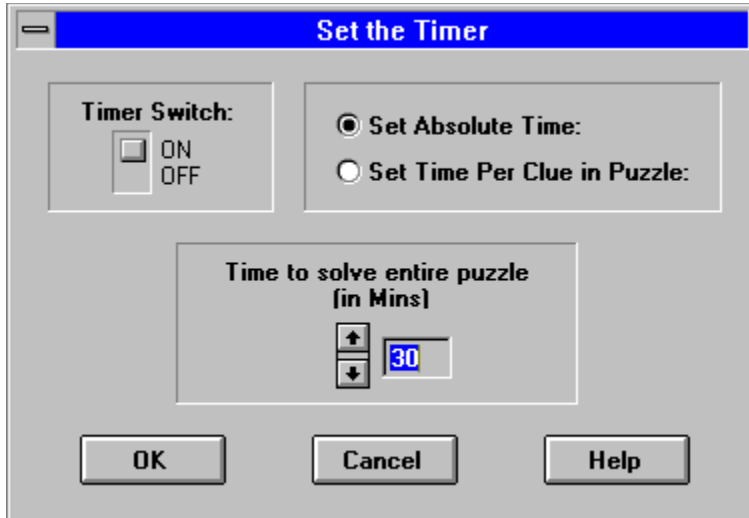 Set the Timer
Timer Switch:
ON
OFF
Set Absolute Time:
Set Time Per Clue in Puzzle:
Time to solve entire puzzle
(in Mins)
30
OK
Cancel
Help